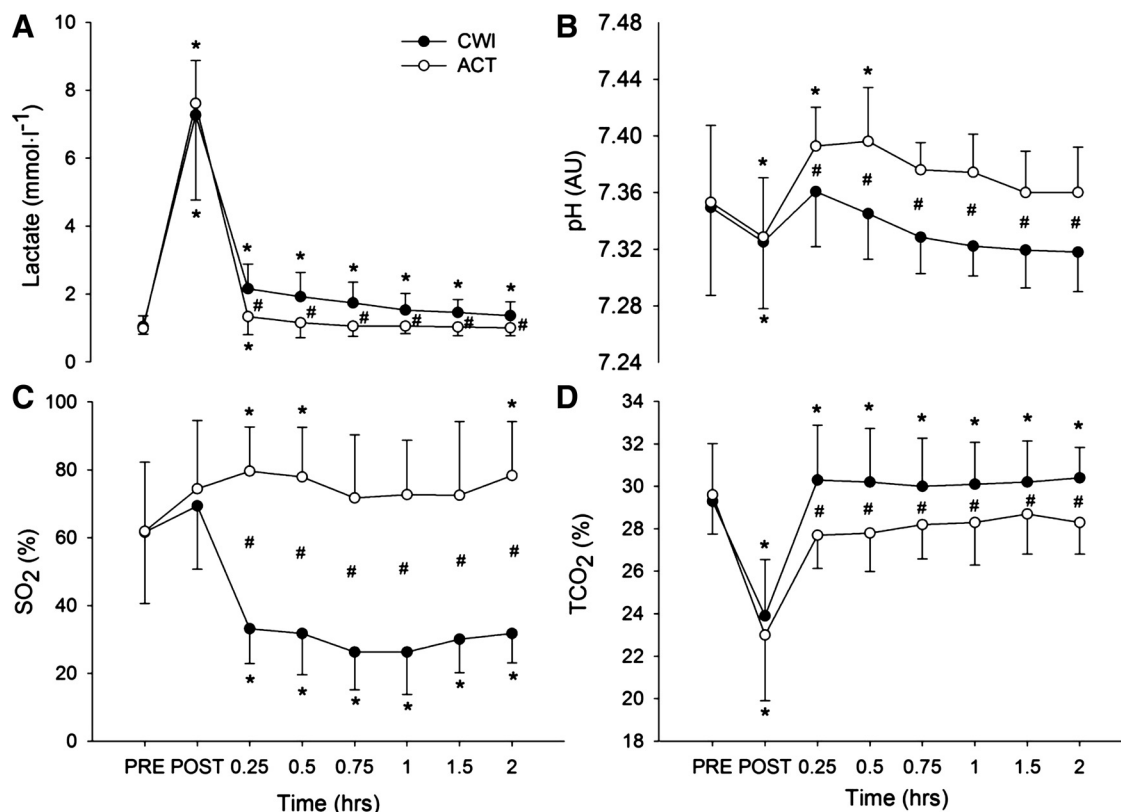 A
Lactate (mmol·l⁻¹)
10
8
6
4
2
0
CWI
ACT
*
*
* * * * * *
# # # # # #
*
B
pH (AU)
7.48
7.44
7.40
7.36
7.32
7.28
7.24
* * *
# # # # # #
*
C
SO₂ (%)
100
80
60
40
20
0
* * *
# # # # # #
* * * * * *
PRE POST 0.25 0.5 0.75 1 1.5 2
Time (hrs)
D
TCO₂ (%)
34
32
30
28
26
24
22
20
18
* * * * * *
# # # # # #
*
*
PRE POST 0.25 0.5 0.75 1 1.5 2
Time (hrs)